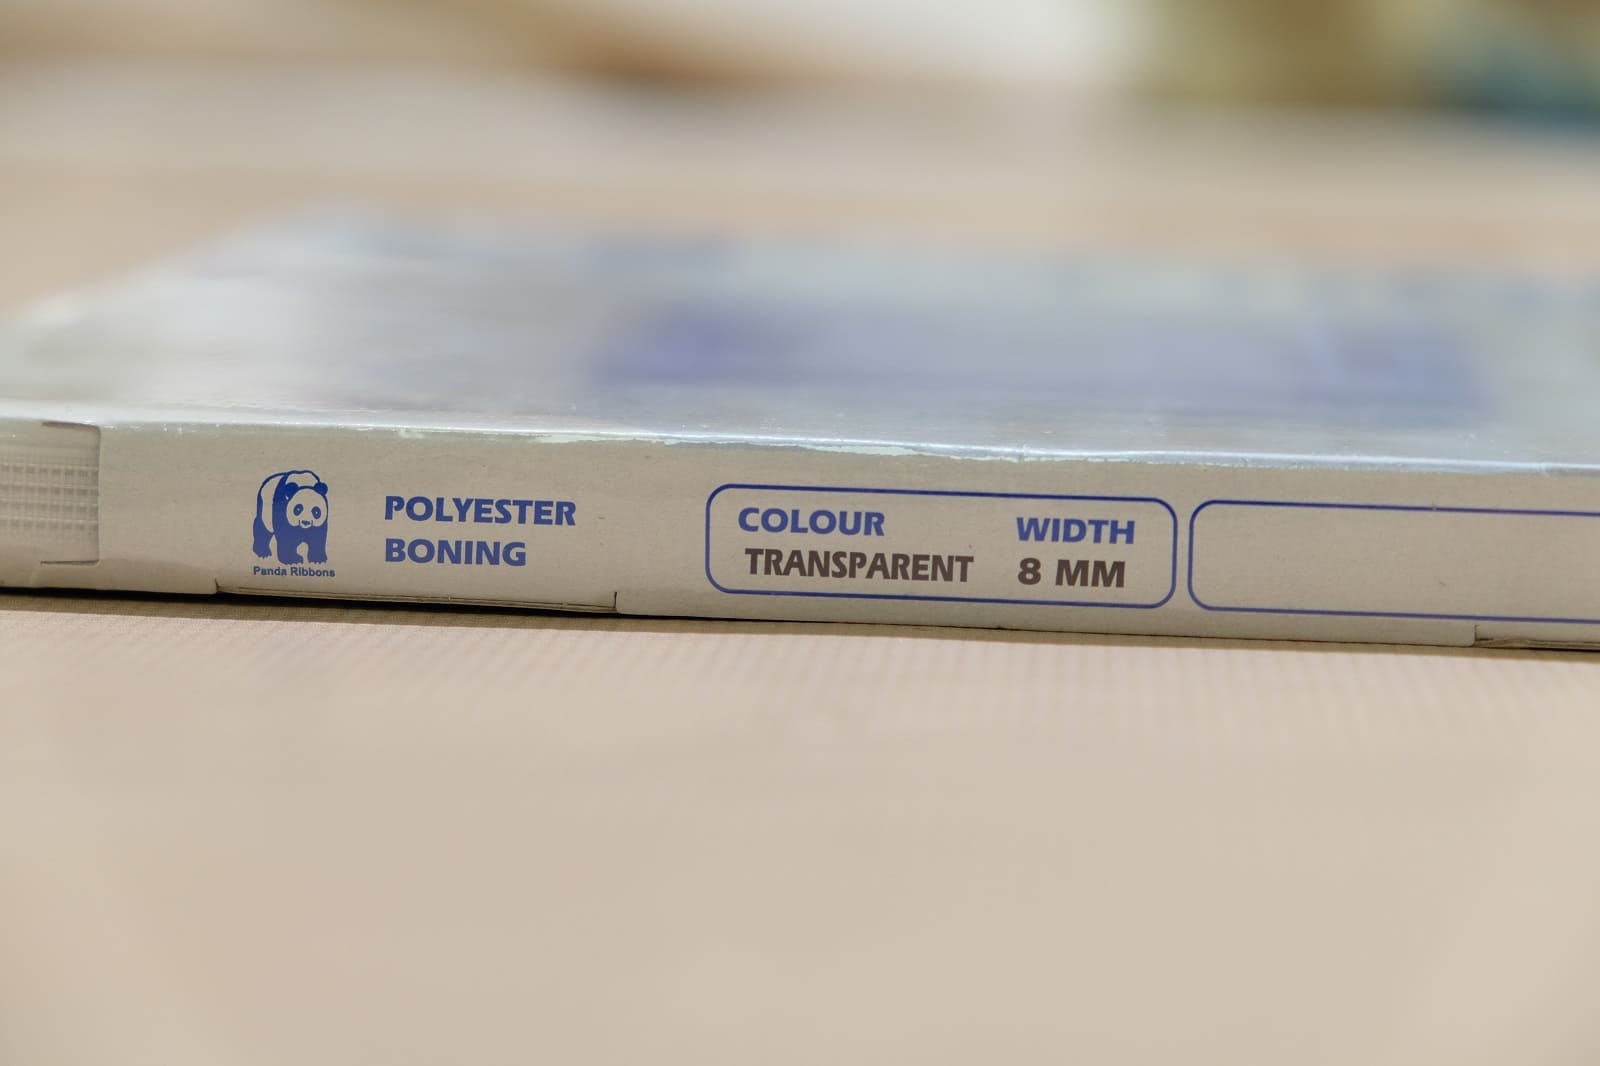 Panda Ribbons
POLYESTER
BONING
COLOUR WIDTH
TRANSPARENT 8 MM